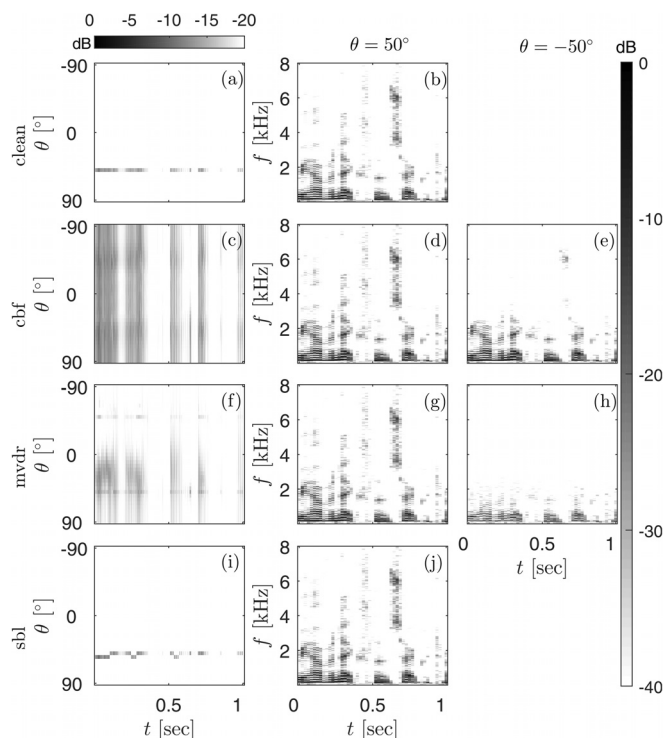 0 -5 -10 -15 -20
dB
θ = 50°
θ = −50°
dB
-90
0
90
clean
θ [°]
(a)
8
6
4
2
f [kHz]
(b)
0
-10
-20
-30
-40
-90
0
90
cbf
θ [°]
(c)
8
6
4
2
f [kHz]
(d)
(e)
-90
0
90
mvdr
θ [°]
(f)
8
6
4
2
f [kHz]
(g)
(h)
0 0.5 1
t [sec]
-90
0
90
sbl
θ [°]
(i)
0.5 1
t [sec]
8
6
4
2
f [kHz]
(j)
0 0.5 1
t [sec]